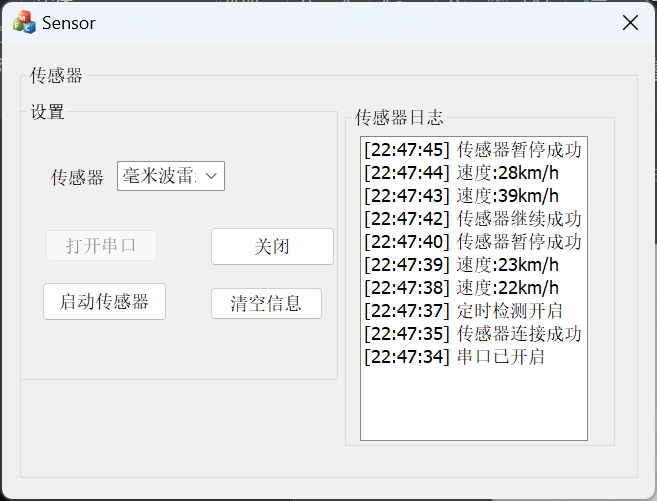 Sensor
传感器
设置
传感器 毫米波雷
打开串口 关闭
启动传感器 清空信息
传感器日志
[22:47:45] 传感器暂停成功
[22:47:44] 速度:28km/h
[22:47:43] 速度:39km/h
[22:47:42] 传感器继续成功
[22:47:40] 传感器暂停成功
[22:47:39] 速度:23km/h
[22:47:38] 速度:22km/h
[22:47:37] 定时检测开启
[22:47:35] 传感器连接成功
[22:47:34] 串口已开启